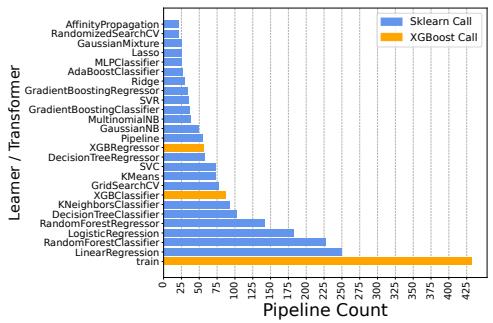 Sklearn Call
XGBoost Call
Learner / Transformer
AffinityPropagation
RandomizedSearchCV
GaussianMixture
Lasso
MLPClassifier
AdaBoostClassifier
Ridge
GradientBoostingRegressor
SVR
GradientBoostingClassifier
MultinomialNB
GaussianNB
Pipeline
XGBRegressor
DecisionTreeRegressor
SVC
KMeans
GridSearchCV
XGBClassifier
KNeighborsClassifier
DecisionTreeClassifier
RandomForestRegressor
LogisticRegression
RandomForestClassifier
LinearRegression
train
0 25 50 75 100 125 150 175 200 225 250 275 300 325 350 375 400 425
Pipeline Count